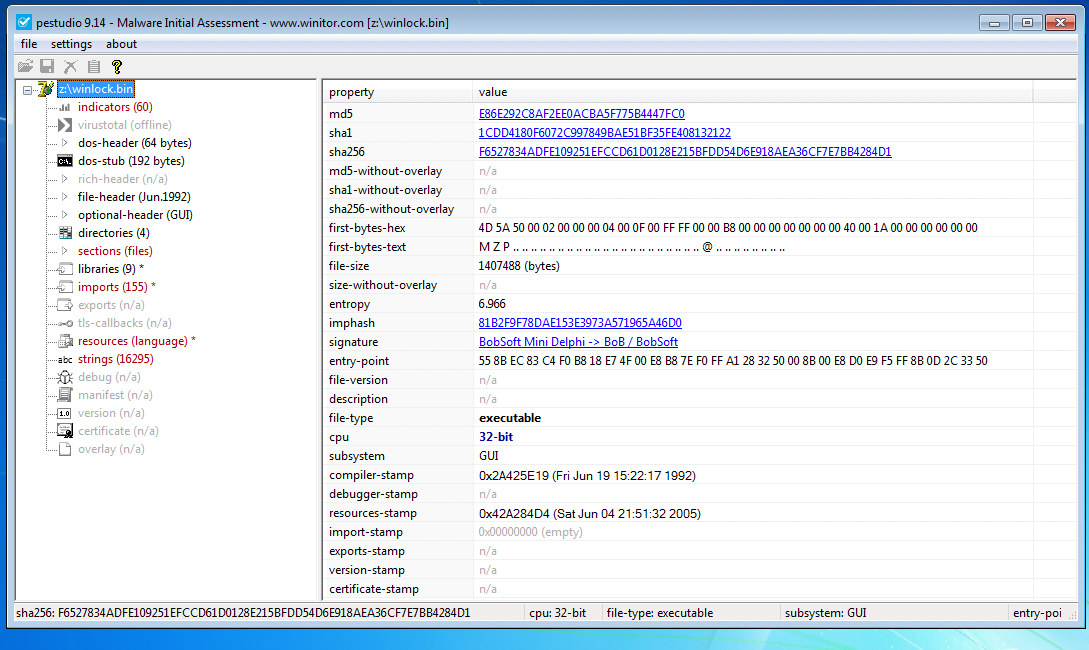 pestudio 9.14 - Malware Initial Assessment - www.winitor.com [z:\winlock.bin]
file settings about
z:\winlock.bin
indicators (60)
virustotal (offline)
dos-header (64 bytes)
dos-stub (192 bytes)
rich-header (n/a)
file-header (Jun.1992)
optional-header (GUI)
directories (4)
sections (files)
libraries (9) *
imports (155) *
exports (n/a)
tls-callbacks (n/a)
resources (language) *
abc strings (16295)
debug (n/a)
manifest (n/a)
1.0 version (n/a)
certificate (n/a)
overlay (n/a)
property value
md5 E86E292C8AF2EE0ACBA5F775B4447FC0
sha1 1CDD4180F6072C997849BAE51BF35FE408132122
sha256 F6527834ADFE109251EFCCD61D0128E215BFDD54D6E918AEA36CF7E7BB4284D1
md5-without-overlay n/a
sha1-without-overlay n/a
sha256-without-overlay n/a
first-bytes-hex 4D 5A 50 00 02 00 00 00 04 00 0F 00 FF FF 00 00 B8 00 00 00 00 00 00 00 40 00 1A 00 00 00 00 00 00
first-bytes-text M Z P .. .. .. .. .. .. .. .. .. .. .. .. .. .. .. .. .. .. .. .. .. @ .. .. .. .. .. .. .. ..
file-size 1407488 (bytes)
size-without-overlay n/a
entropy 6.966
imphash 81B2F9F78DAE153E3973A571965A46D0
signature BobSoft Mini Delphi -> BoB / BobSoft
entry-point 55 8B EC 83 C4 F0 B8 18 E7 4F 00 E8 B8 7E F0 FF A1 28 32 50 00 8B 00 E8 D0 E9 F5 FF 8B 0D 2C 33 50
file-version n/a
description n/a
file-type executable
cpu 32-bit
subsystem GUI
compiler-stamp 0x2A425E19 (Fri Jun 19 15:22:17 1992)
debugger-stamp n/a
resources-stamp 0x42A284D4 (Sat Jun 04 21:51:32 2005)
import-stamp 0x00000000 (empty)
exports-stamp n/a
version-stamp n/a
certificate-stamp n/a
sha256: F6527834ADFE109251EFCCD61D0128E215BFDD54D6E918AEA36CF7E7BB4284D1 cpu: 32-bit file-type: executable subsystem: GUI entry-poi